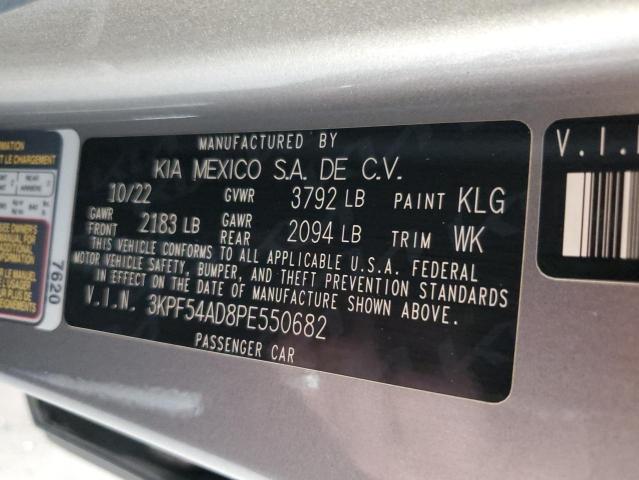 MANUFACTURED BY
KIA MEXICO S.A. DE C.V.
10/22 GVWR 3792 LB PAINT KLG
GAWR FRONT 2183 LB GAWR REAR 2094 LB TRIM WK
THIS VEHICLE CONFORMS TO ALL APPLICABLE U.S.A. FEDERAL
MOTOR VEHICLE SAFETY, BUMPER, AND THEFT PREVENTION STANDARDS
IN EFFECT ON THE DATE OF MANUFACTURE SHOWN ABOVE.
V.I.N. 3KPF54AD8PE550682
PASSENGER CAR
7620
V.I.